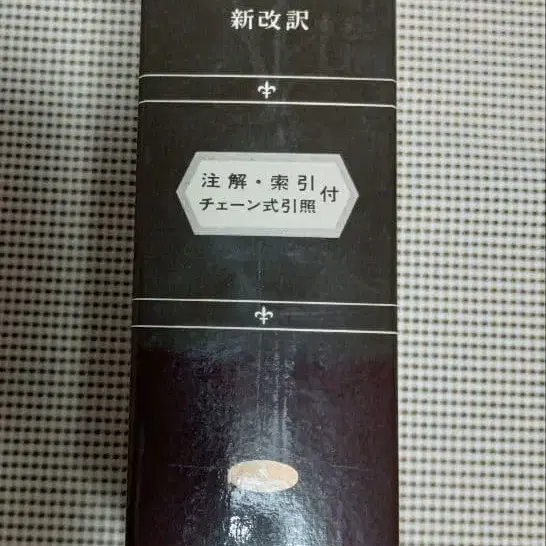 新改訳
注解・索引付
チェーン式引照